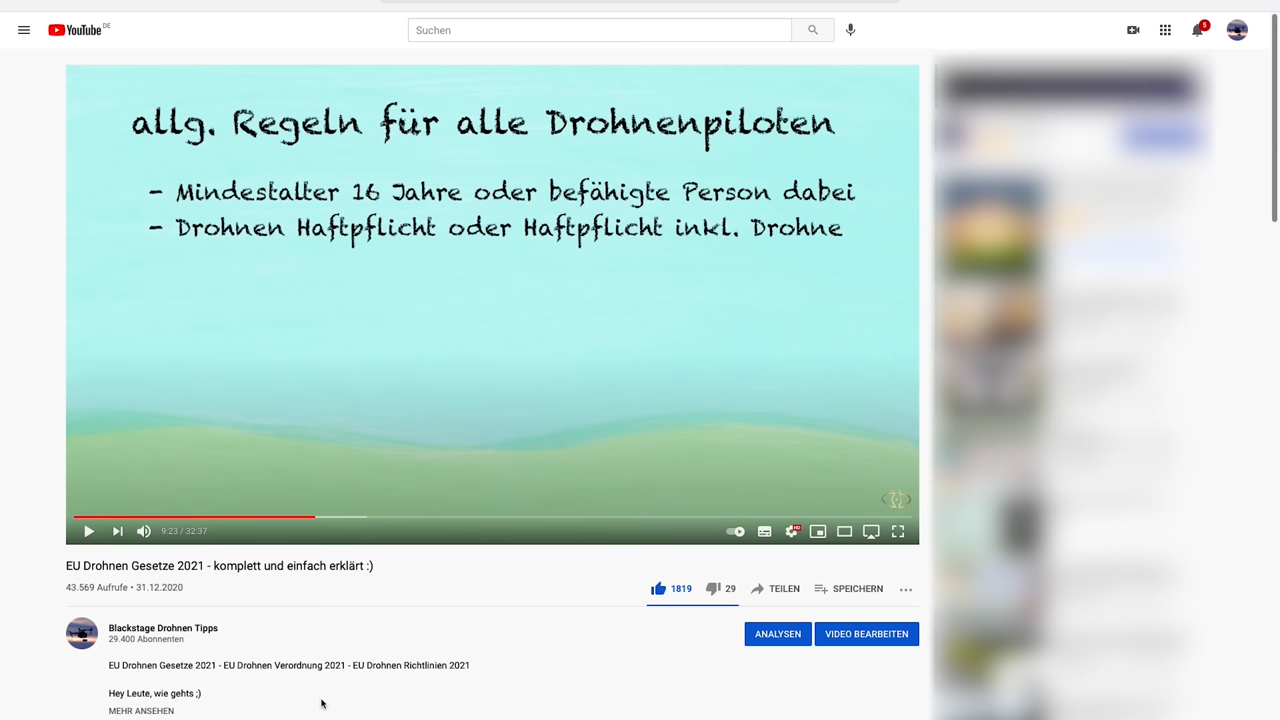 YouTube DE
Suchen
5
allg. Regeln für alle Drohnenpiloten
- Mindestalter 16 Jahre oder befähigte Person dabei
- Drohnen Haftpflicht oder Haftpflicht inkl. Drohne
9:23 / 32:37
HD
EU Drohnen Gesetze 2021 - komplett und einfach erklärt :)
43.569 Aufrufe • 31.12.2020
1819
29
TEILEN
SPEICHERN
Blackstage Drohnen Tipps
29.400 Abonnenten
ANALYSEN
VIDEO BEARBEITEN
EU Drohnen Gesetze 2021 - EU Drohnen Verordnung 2021 - EU Drohnen Richtlinien 2021
Hey Leute, wie gehts ;)
MEHR ANSEHEN